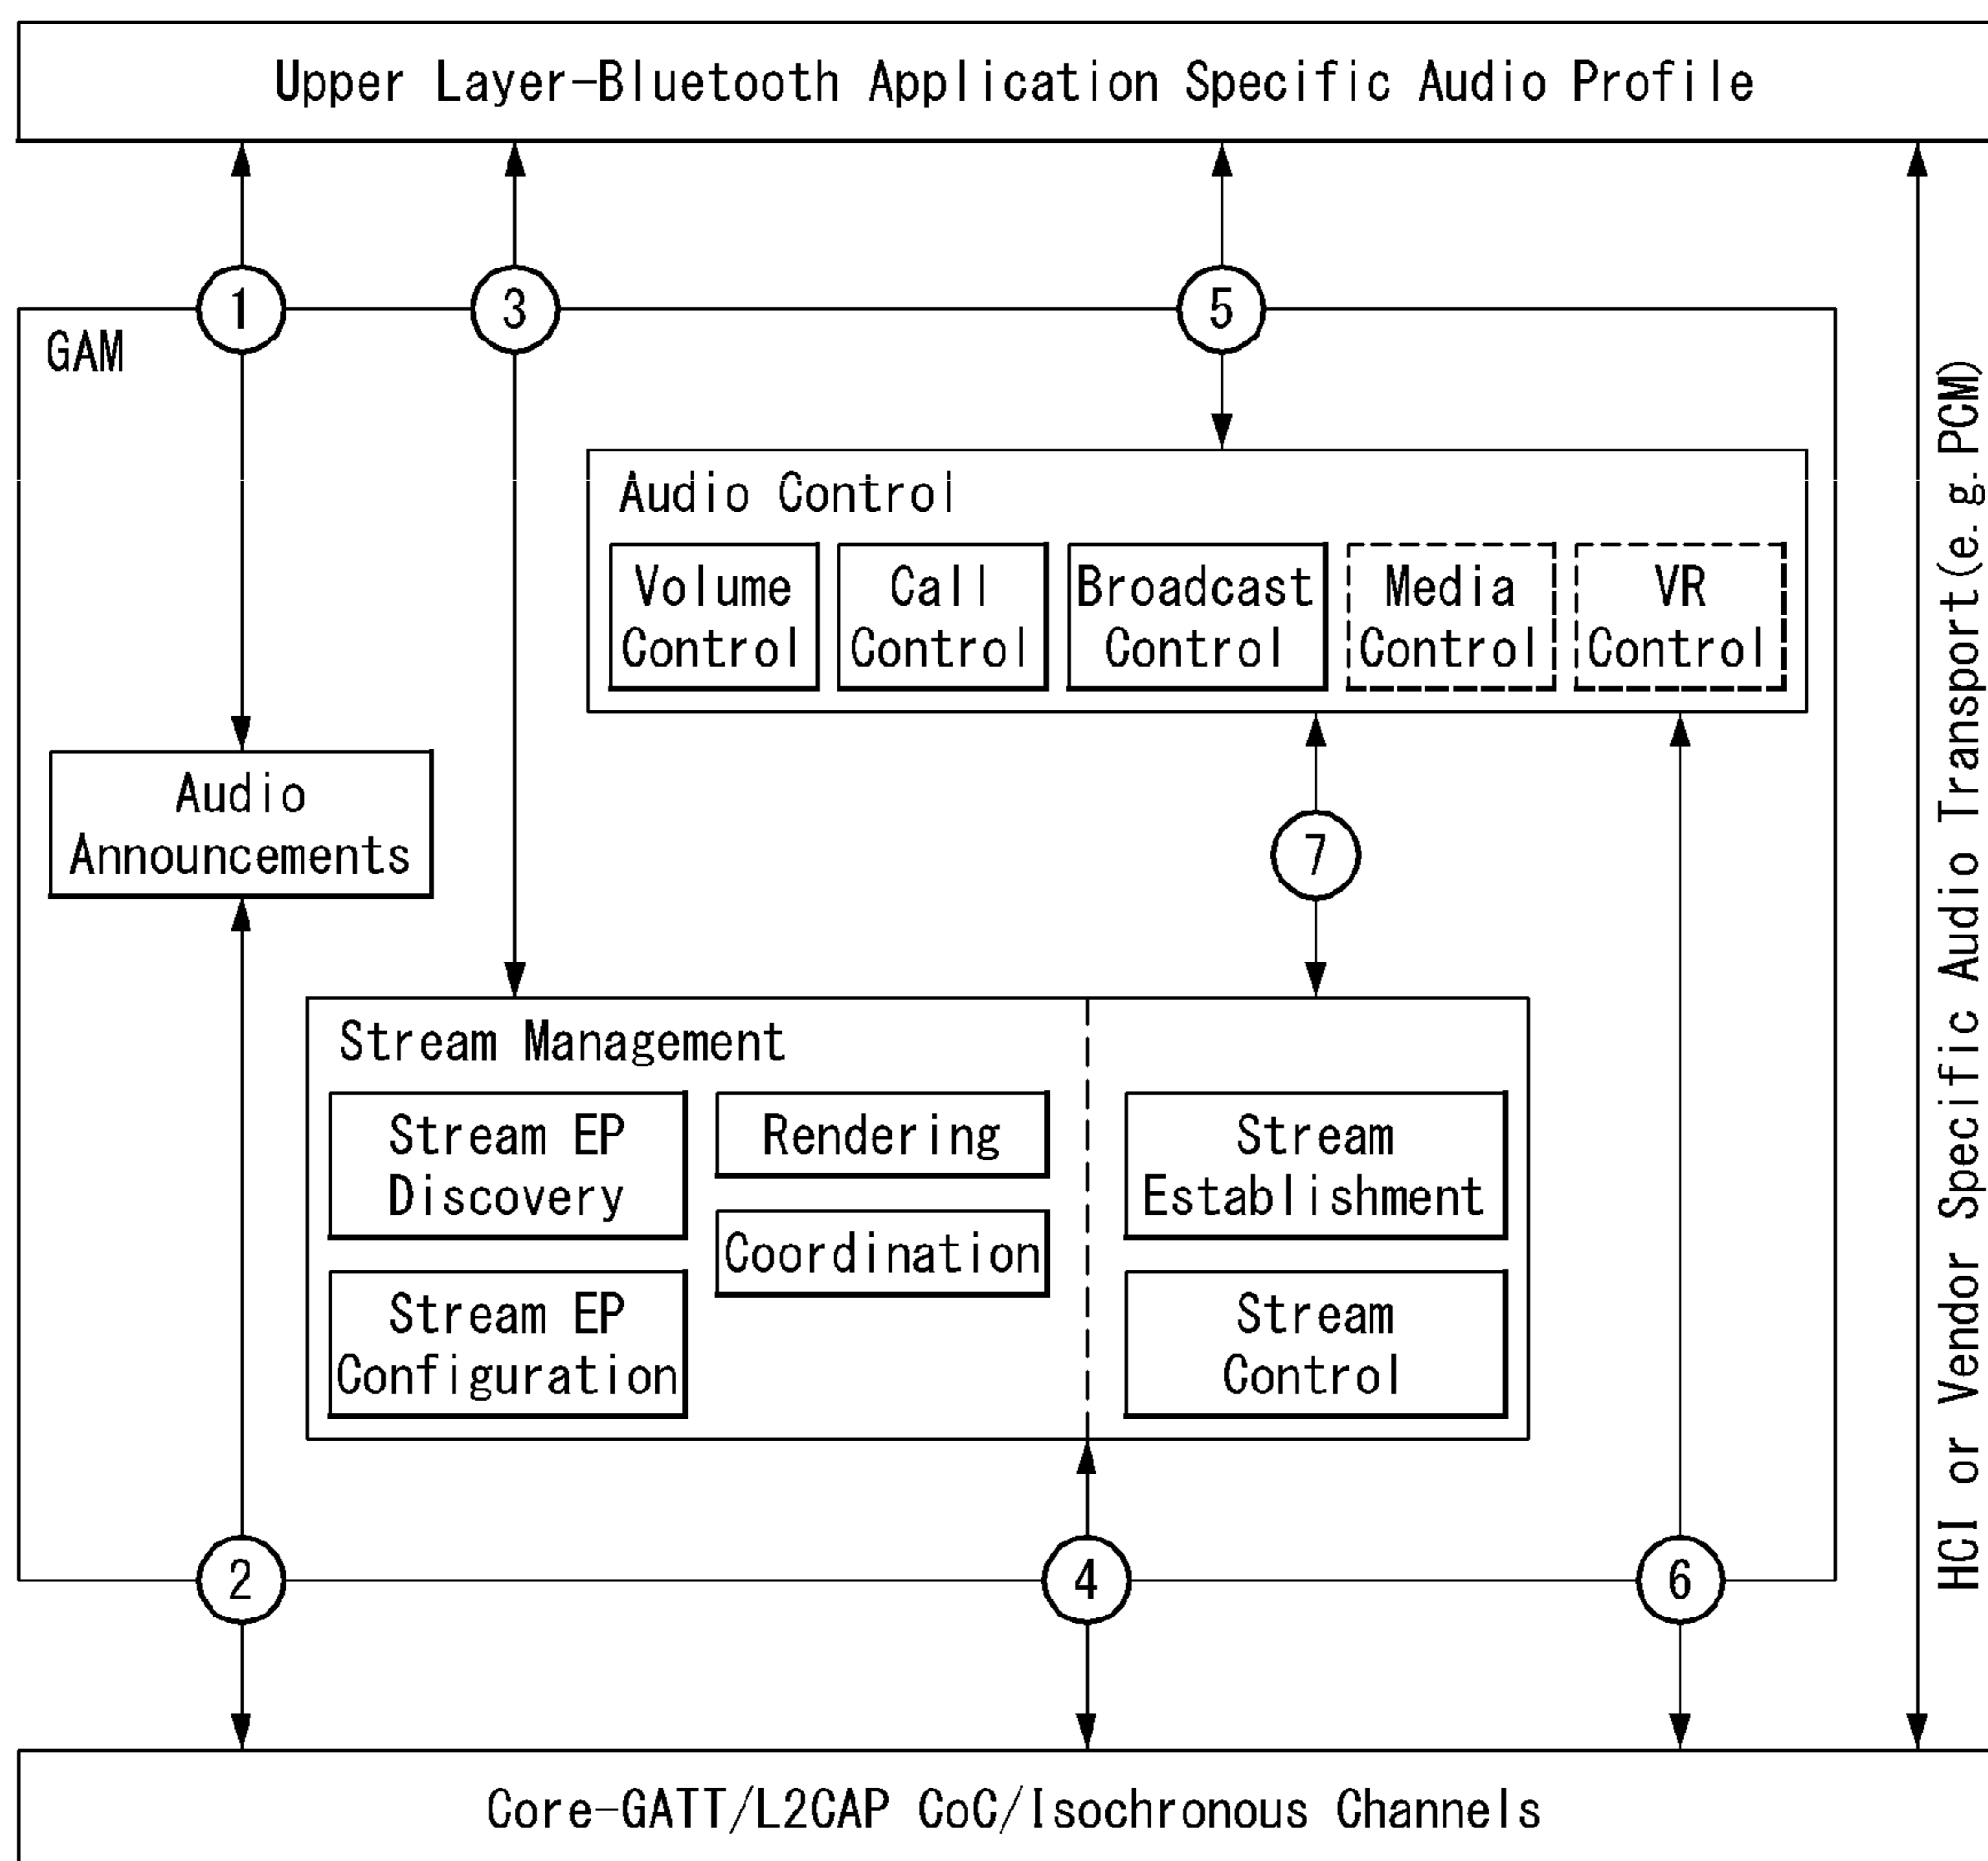 Upper Layer-Bluetooth Application Specific Audio Profile
1
3
5
GAM
Audio Control
Volume
Control
Call
Control
Broadcast
Control
Media
Control
VR
Control
Audio
Announcements
7
Stream Management
Stream EP
Discovery
Rendering
Coordination
Stream EP
Configuration
Stream
Establishment
Stream
Control
2
4
6
HCI or Vendor Specific Audio Transport(e.g. PCM)
Core-GATT/L2CAP CoC/Isochronous Channels